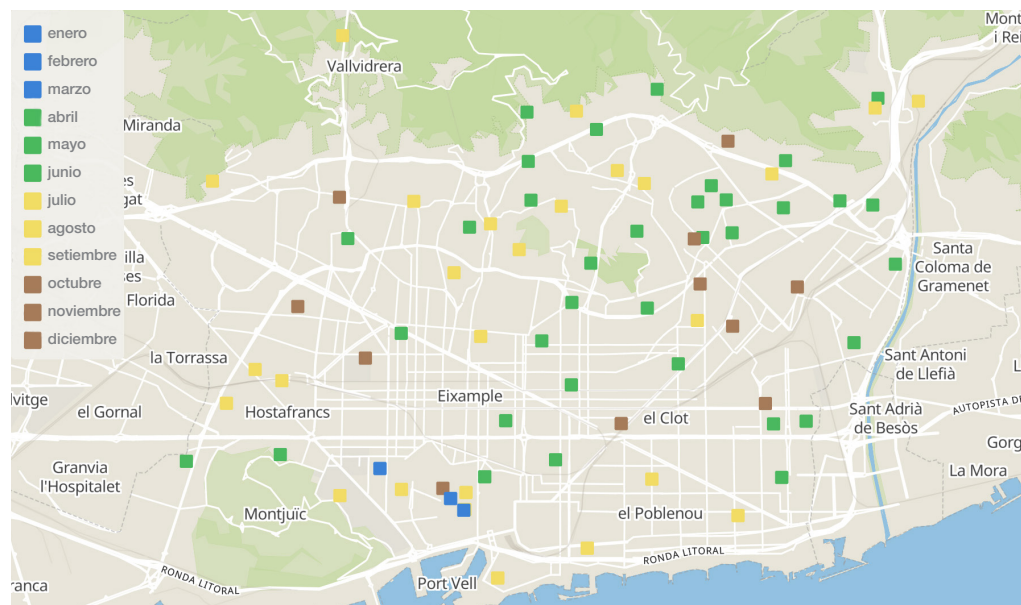 enero
febrero
marzo
abril
mayo
junio
julio
agosto
setiembre
octubre
noviembre
diciembre
Vallvidrera
Miranda
Santa
Coloma de
Gramenet
Florida
la Torrassa
Sant Antoni
de Llefià
Eixample
el Gornal
Hostafrancs
el Clot
Sant Adrià
de Besòs
AUTOPISTA
Granvia
l'Hospitalet
La Mora
Montjuïc
el Poblenou
RONDA LITORAL
RONDA LITORAL
Port Vell